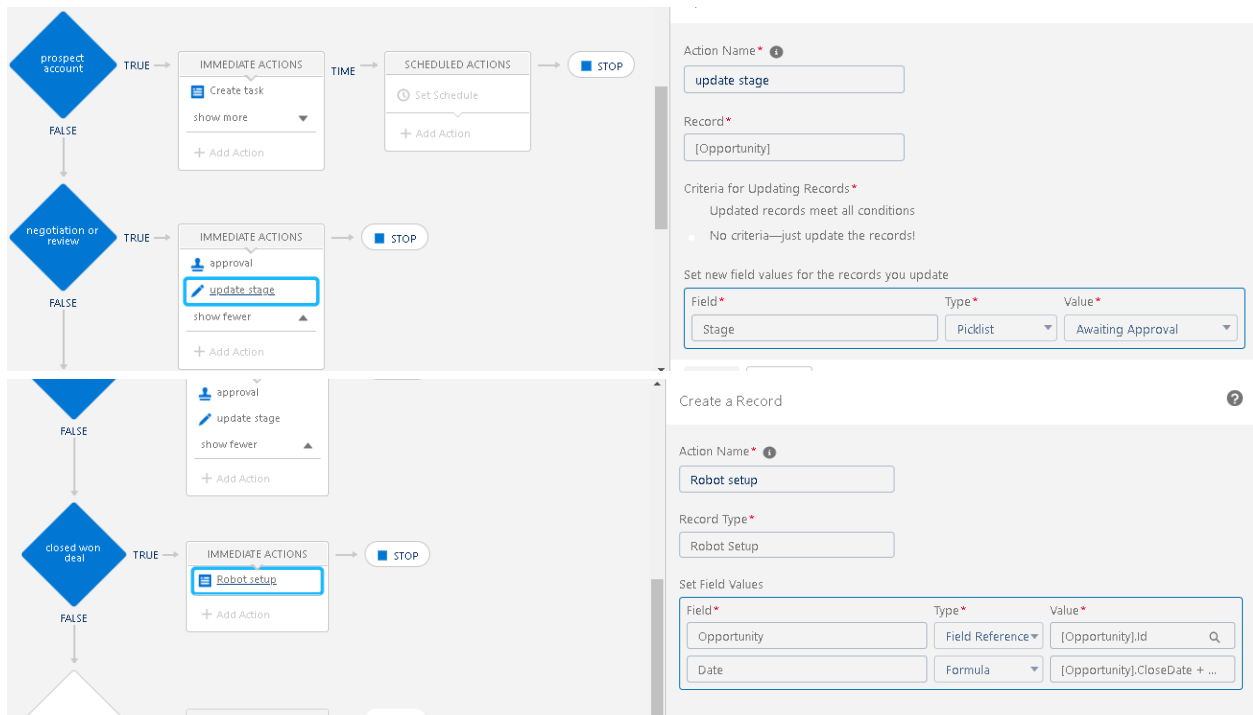 prospect
account
TRUE
FALSE
IMMEDIATE ACTIONS
Create task
show more
+ Add Action
TIME
SCHEDULED ACTIONS
Set Schedule
+ Add Action
STOP
negotiation or
review
TRUE
FALSE
IMMEDIATE ACTIONS
approval
update stage
show fewer
+ Add Action
STOP
Action Name*
update stage
Record*
[Opportunity]
Criteria for Updating Records*
Updated records meet all conditions
No criteria—just update the records!
Set new field values for the records you update
Field* Type* Value*
Stage Picklist Awaiting Approval
approval
update stage
show fewer
+ Add Action
FALSE
closed won
deal
TRUE
FALSE
IMMEDIATE ACTIONS
Robot setup
+ Add Action
STOP
Create a Record
Action Name*
Robot setup
Record Type*
Robot Setup
Set Field Values
Field* Type* Value*
Opportunity Field Reference [Opportunity].Id
Date Formula [Opportunity].CloseDate + ...